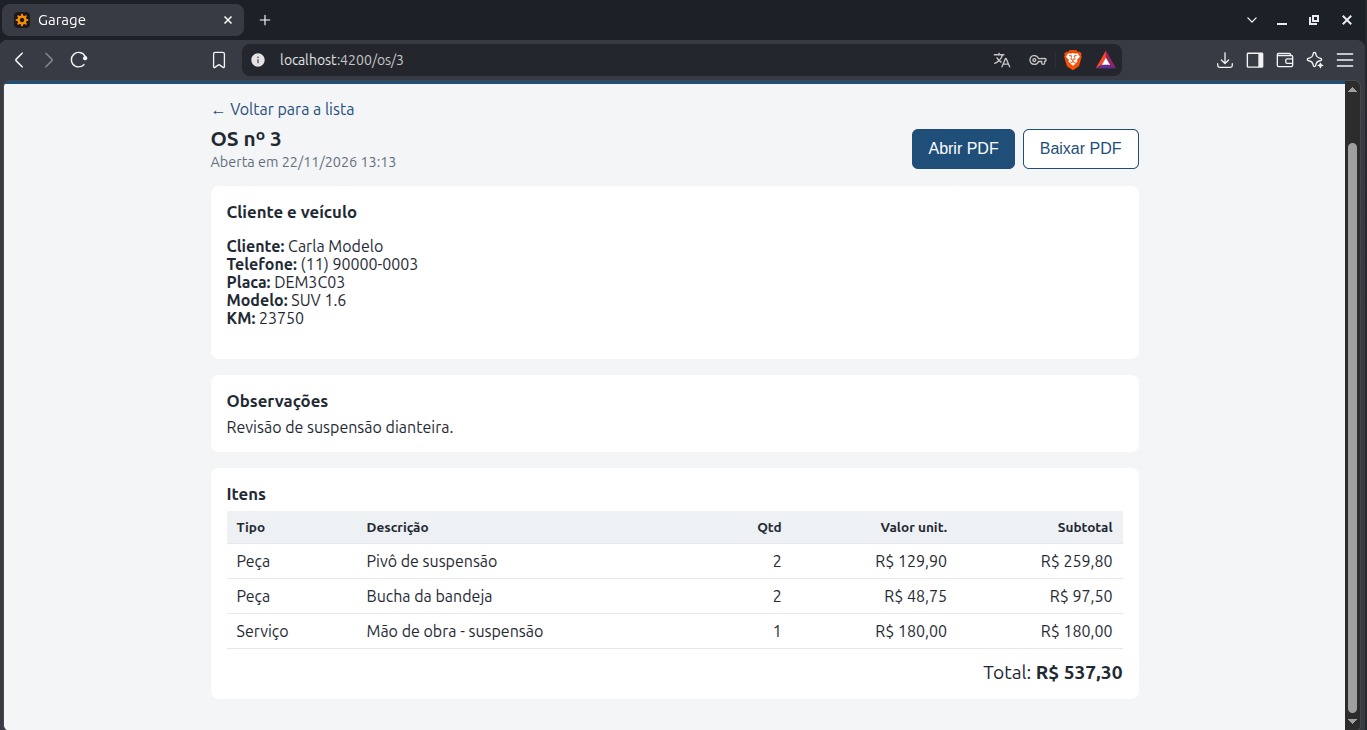 Garage
localhost:4200/os/3
← Voltar para a lista
OS nº 3
Aberta em 22/11/2026 13:13
Abrir PDF
Baixar PDF
Cliente e veículo
Cliente: Carla Modelo
Telefone: (11) 90000-0003
Placa: DEM3C03
Modelo: SUV 1.6
KM: 23750
Observações
Revisão de suspensão dianteira.
Itens
Tipo Descrição Qtd Valor unit. Subtotal
Peça Pivô de suspensão 2 R$ 129,90 R$ 259,80
Peça Bucha da bandeja 2 R$ 48,75 R$ 97,50
Serviço Mão de obra - suspensão 1 R$ 180,00 R$ 180,00
Total: R$ 537,30